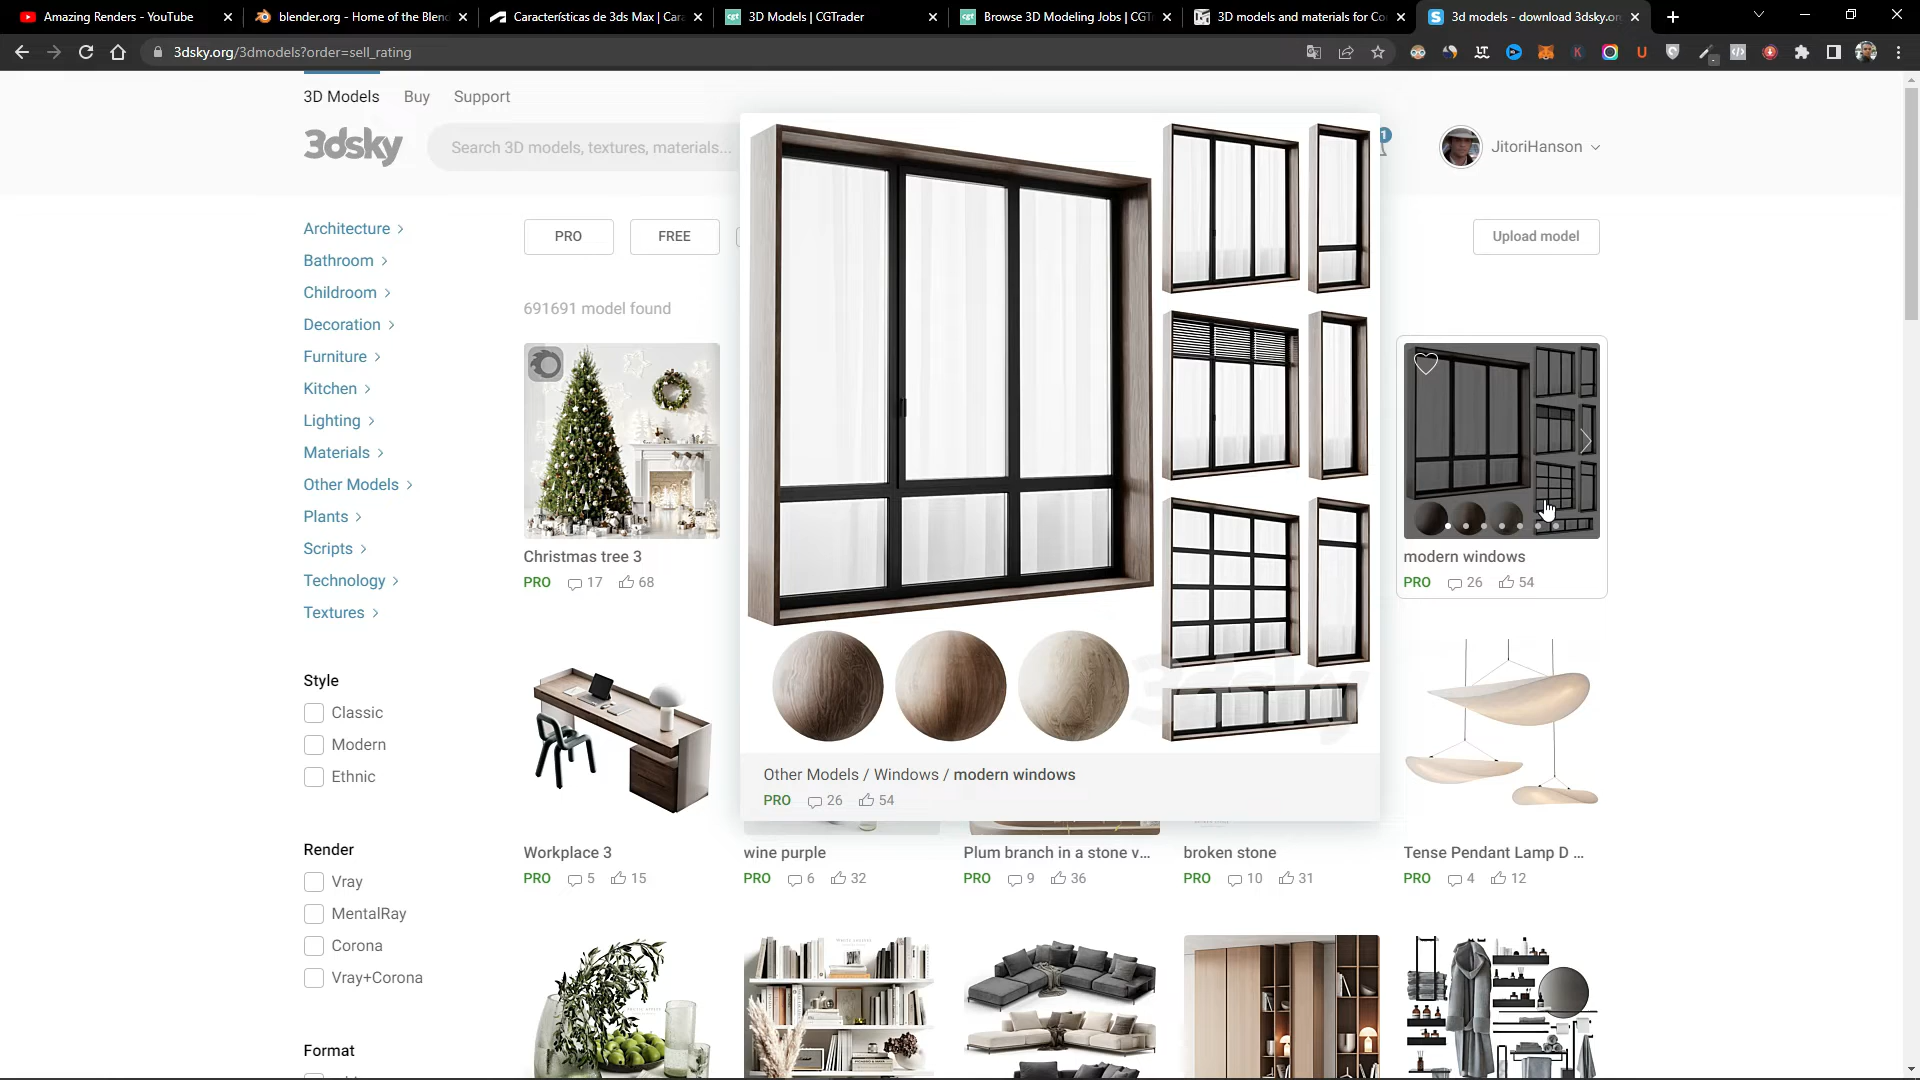 Amazing Renders - YouTube
blender.org - Home of the Blen
Características de 3ds Max | Car
3D Models | CGTrader
Browse 3D Modeling Jobs | CGT
3D models and materials for Co
3d models - download 3dsky.or
3dsky.org/3dmodels?order=sell_rating
3D Models
Buy
Support
3dsky
Search 3D models, textures, materials...
1
JitoriHanson
PRO
FREE
Upload model
691691 model found
Architecture
Bathroom
Childroom
Decoration
Furniture
Kitchen
Lighting
Materials
Other Models
Plants
Scripts
Technology
Textures
Style
Classic
Modern
Ethnic
Render
Vray
MentalRay
Corona
Vray+Corona
Format
Christmas tree 3
PRO 17 68
3dsky
Other Models / Windows / modern windows
PRO 26 54
modern windows
PRO 26 54
Workplace 3
PRO 5 15
wine purple
PRO 6 32
Plum branch in a stone v...
PRO 9 36
broken stone
PRO 10 31
Tense Pendant Lamp D ...
PRO 4 12